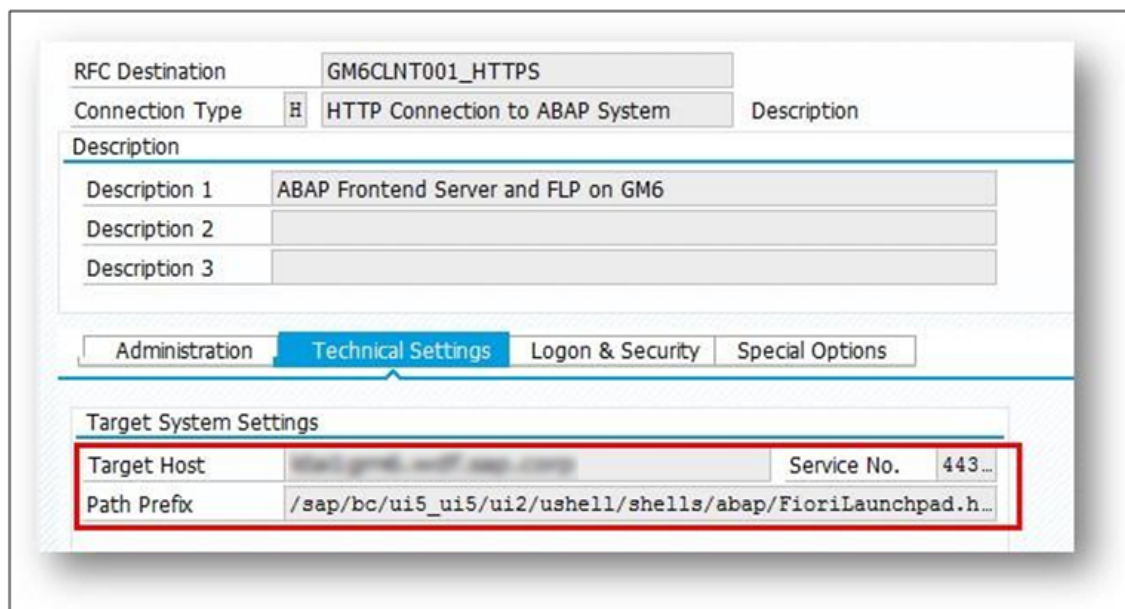 RFC Destination GM6CLNT001_HTTPS
Connection Type H HTTP Connection to ABAP System Description
Description
Description 1 ABAP Frontend Server and FLP on GM6
Description 2
Description 3
Administration Technical Settings Logon & Security Special Options
Target System Settings
Target Host Service No. 443…
Path Prefix /sap/bc/ui5_ui5/ui2/ushell/shells/abap/FioriLaunchpad.h…